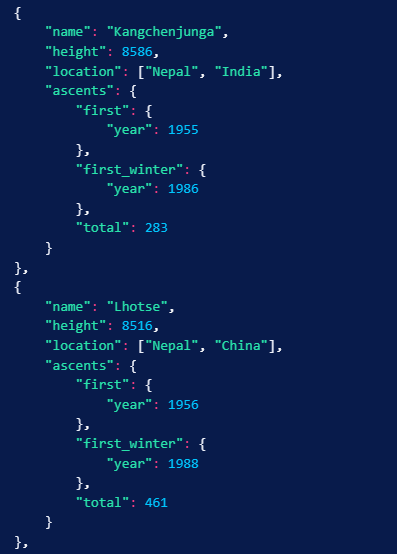 {
    "name": "Kangchenjunga",
    "height": 8586,
    "location": ["Nepal", "India"],
    "ascents": {
        "first": {
            "year": 1955
        },
        "first_winter": {
            "year": 1986
        },
        "total": 283
    }
},
{
    "name": "Lhotse",
    "height": 8516,
    "location": ["Nepal", "China"],
    "ascents": {
        "first": {
            "year": 1956
        },
        "first_winter": {
            "year": 1988
        },
        "total": 461
    }
},